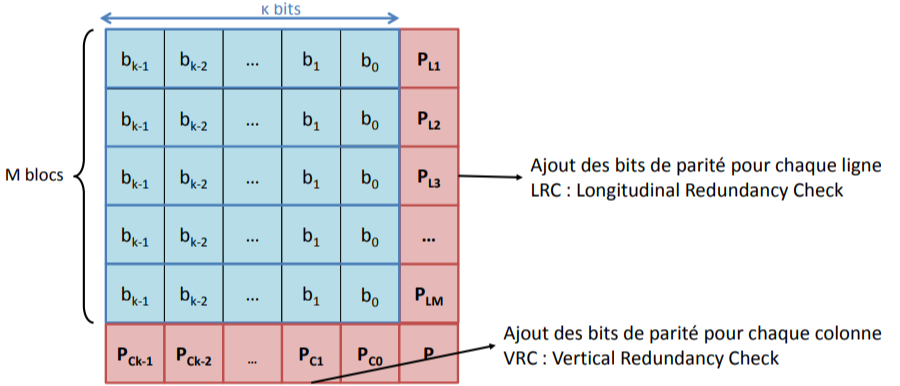 K bits
b_{k-1} b_{k-2} ... b_1 b_0 P_{L1}
b_{k-1} b_{k-2} ... b_1 b_0 P_{L2}
M blocs b_{k-1} b_{k-2} ... b_1 b_0 P_{L3}
Ajout des bits de parité pour chaque ligne
LRC : Longitudinal Redundancy Check
b_{k-1} b_{k-2} ... b_1 b_0 ...
b_{k-1} b_{k-2} ... b_1 b_0 P_{LM}
P_{Ck-1} P_{Ck-2} ... P_{C1} P_{C0} P
Ajout des bits de parité pour chaque colonne
VRC : Vertical Redundancy Check